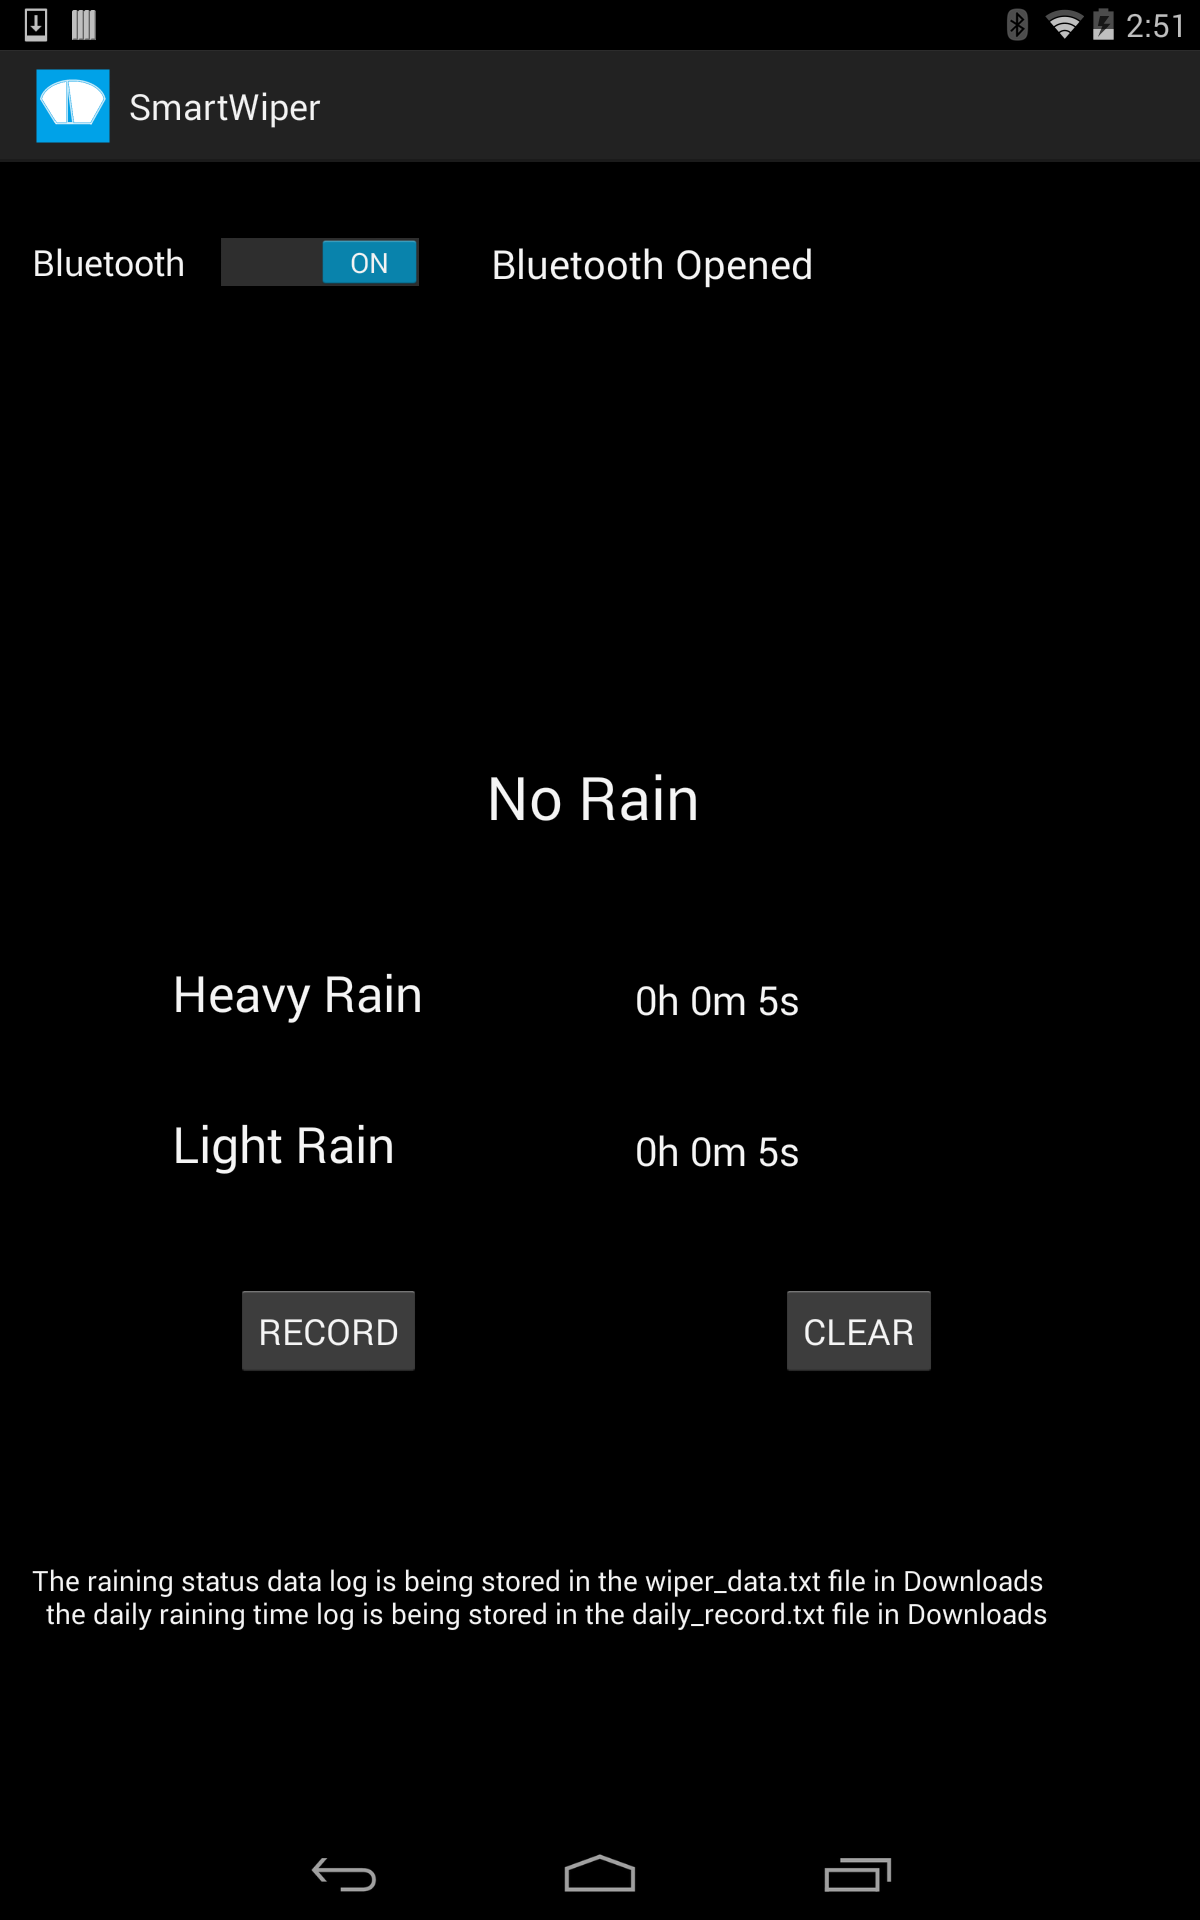 2:51
SmartWiper
Bluetooth ON Bluetooth Opened
No Rain
Heavy Rain 0h 0m 5s
Light Rain 0h 0m 5s
RECORD CLEAR
The raining status data log is being stored in the wiper_data.txt file in Downloads
the daily raining time log is being stored in the daily_record.txt file in Downloads